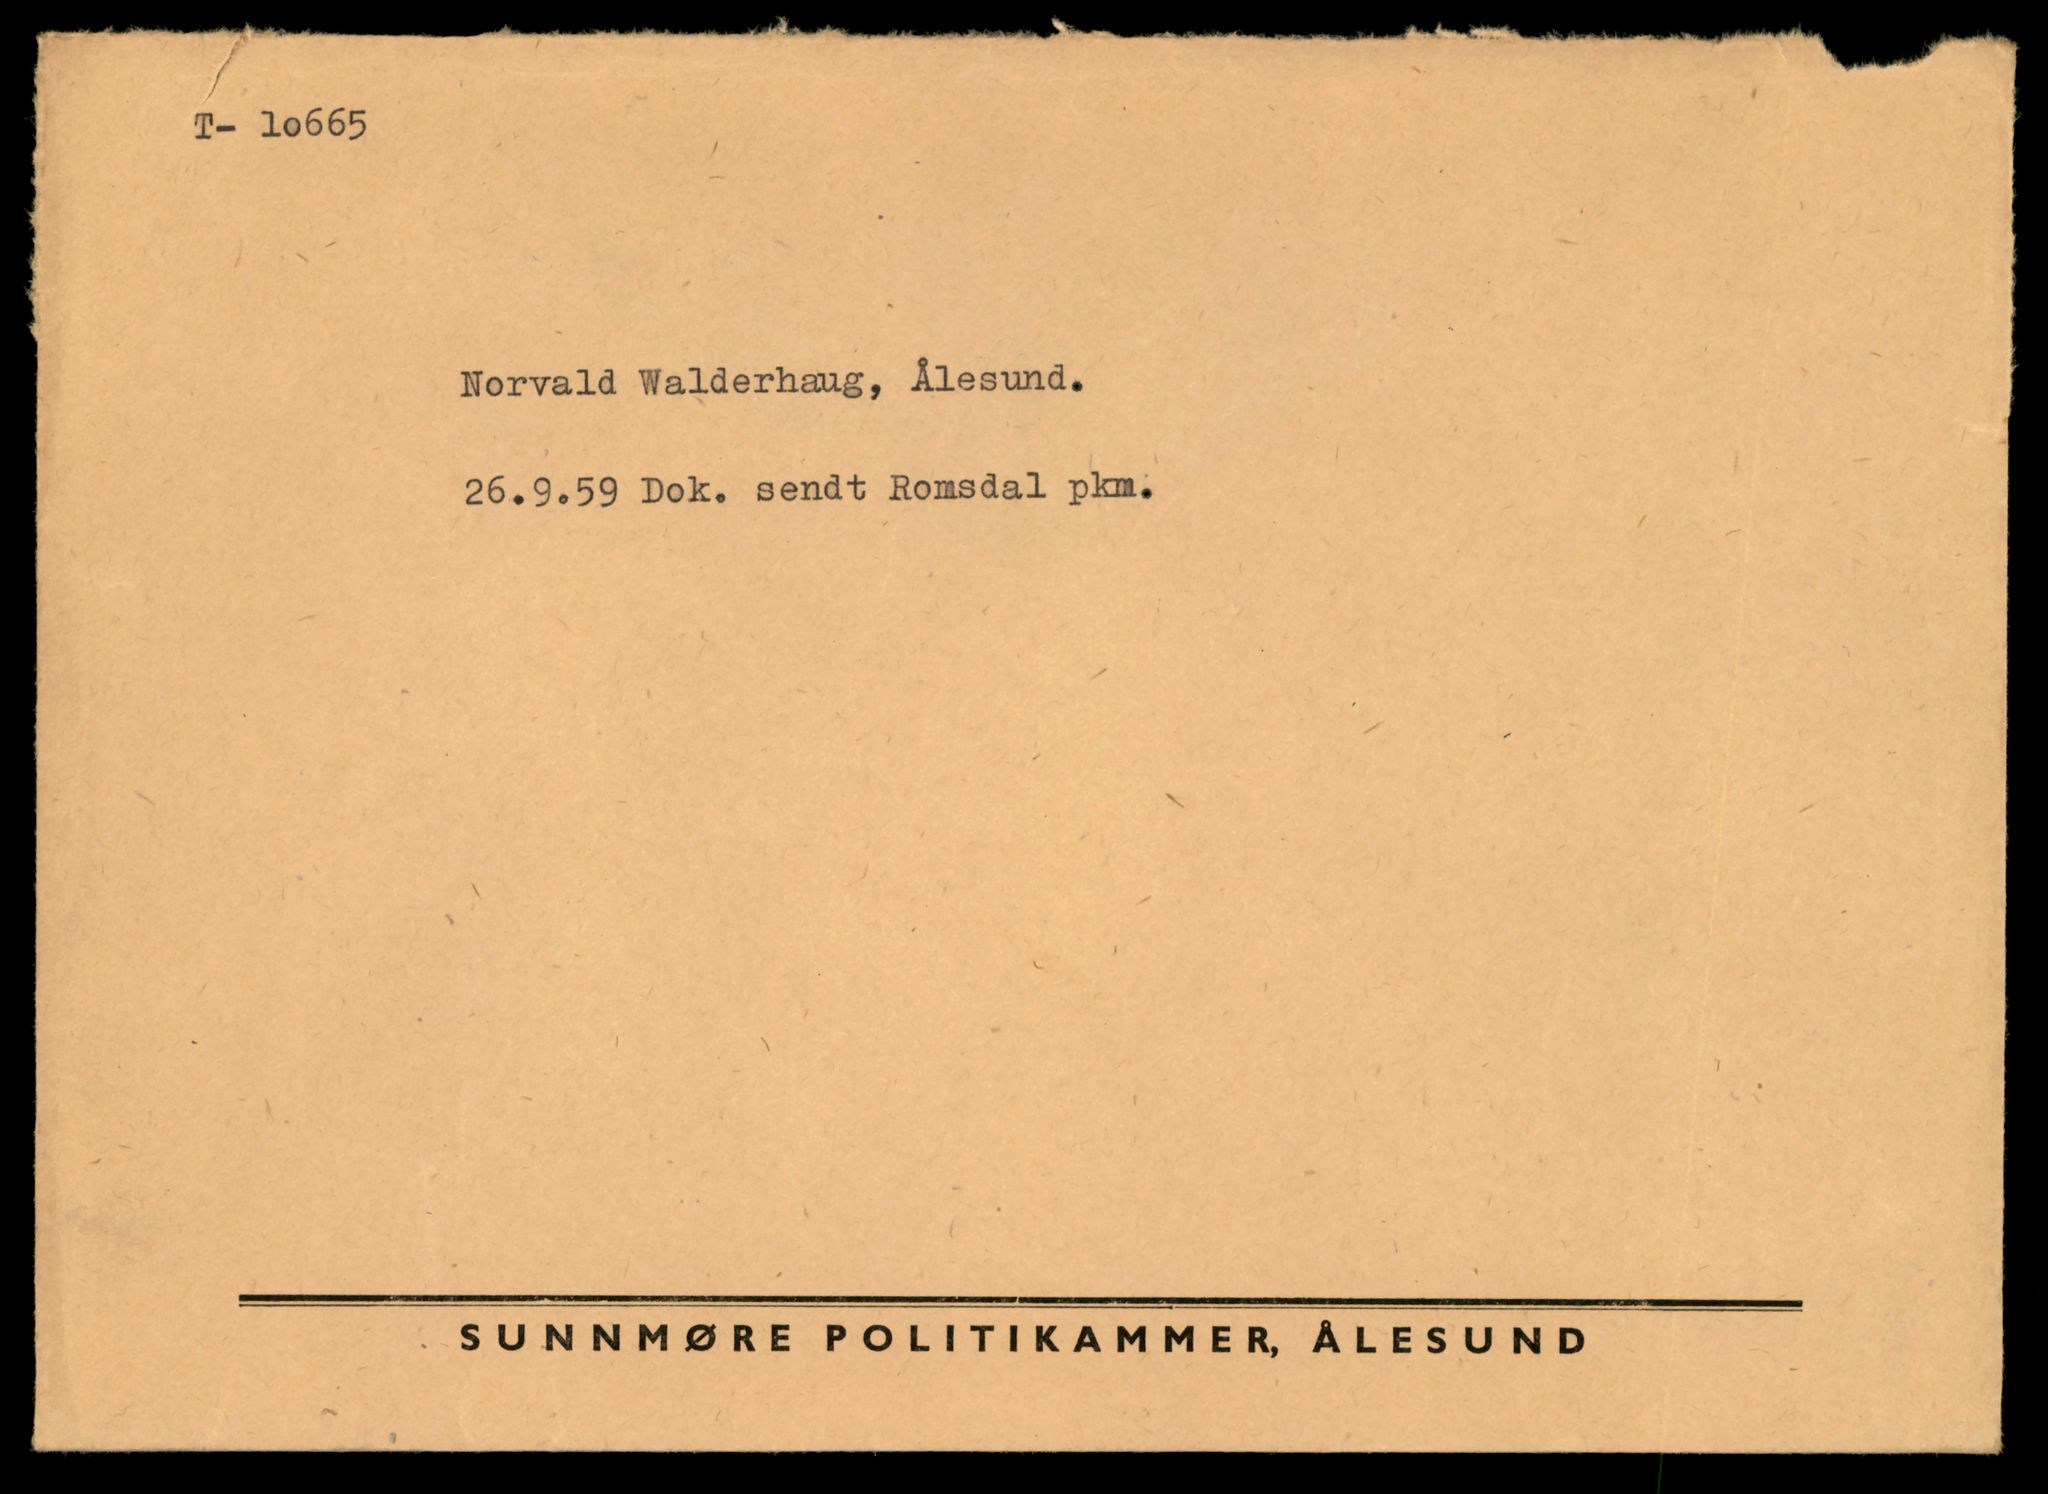 T- 1o665
Norvald Walderhaug, Ålesund.
26.9.59 Dok. sendt Romsdal pkm.
SUNNMØRE POLITIKAMMER, ÅLESUND